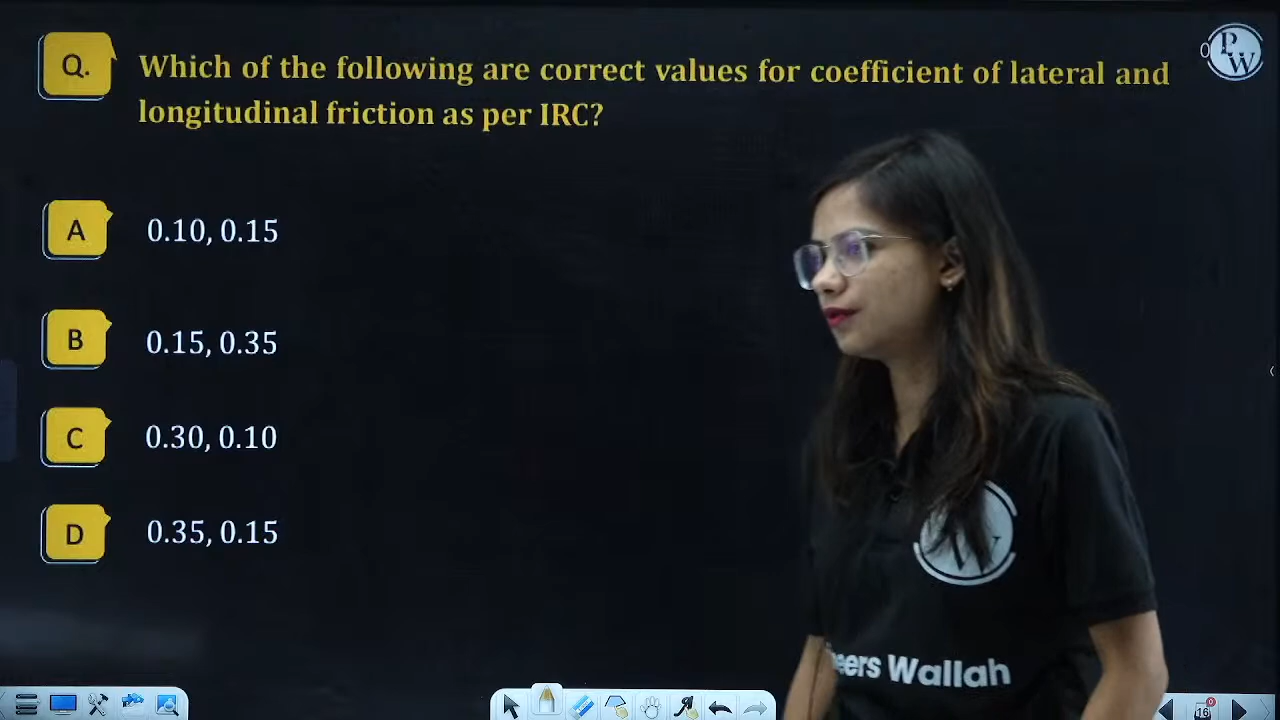 Q.
Which of the following are correct values for coefficient of lateral and
longitudinal friction as per IRC?
P
W
A
0.10, 0.15
B
0.15, 0.35
C
0.30, 0.10
D
0.35, 0.15
W
Wallah
16